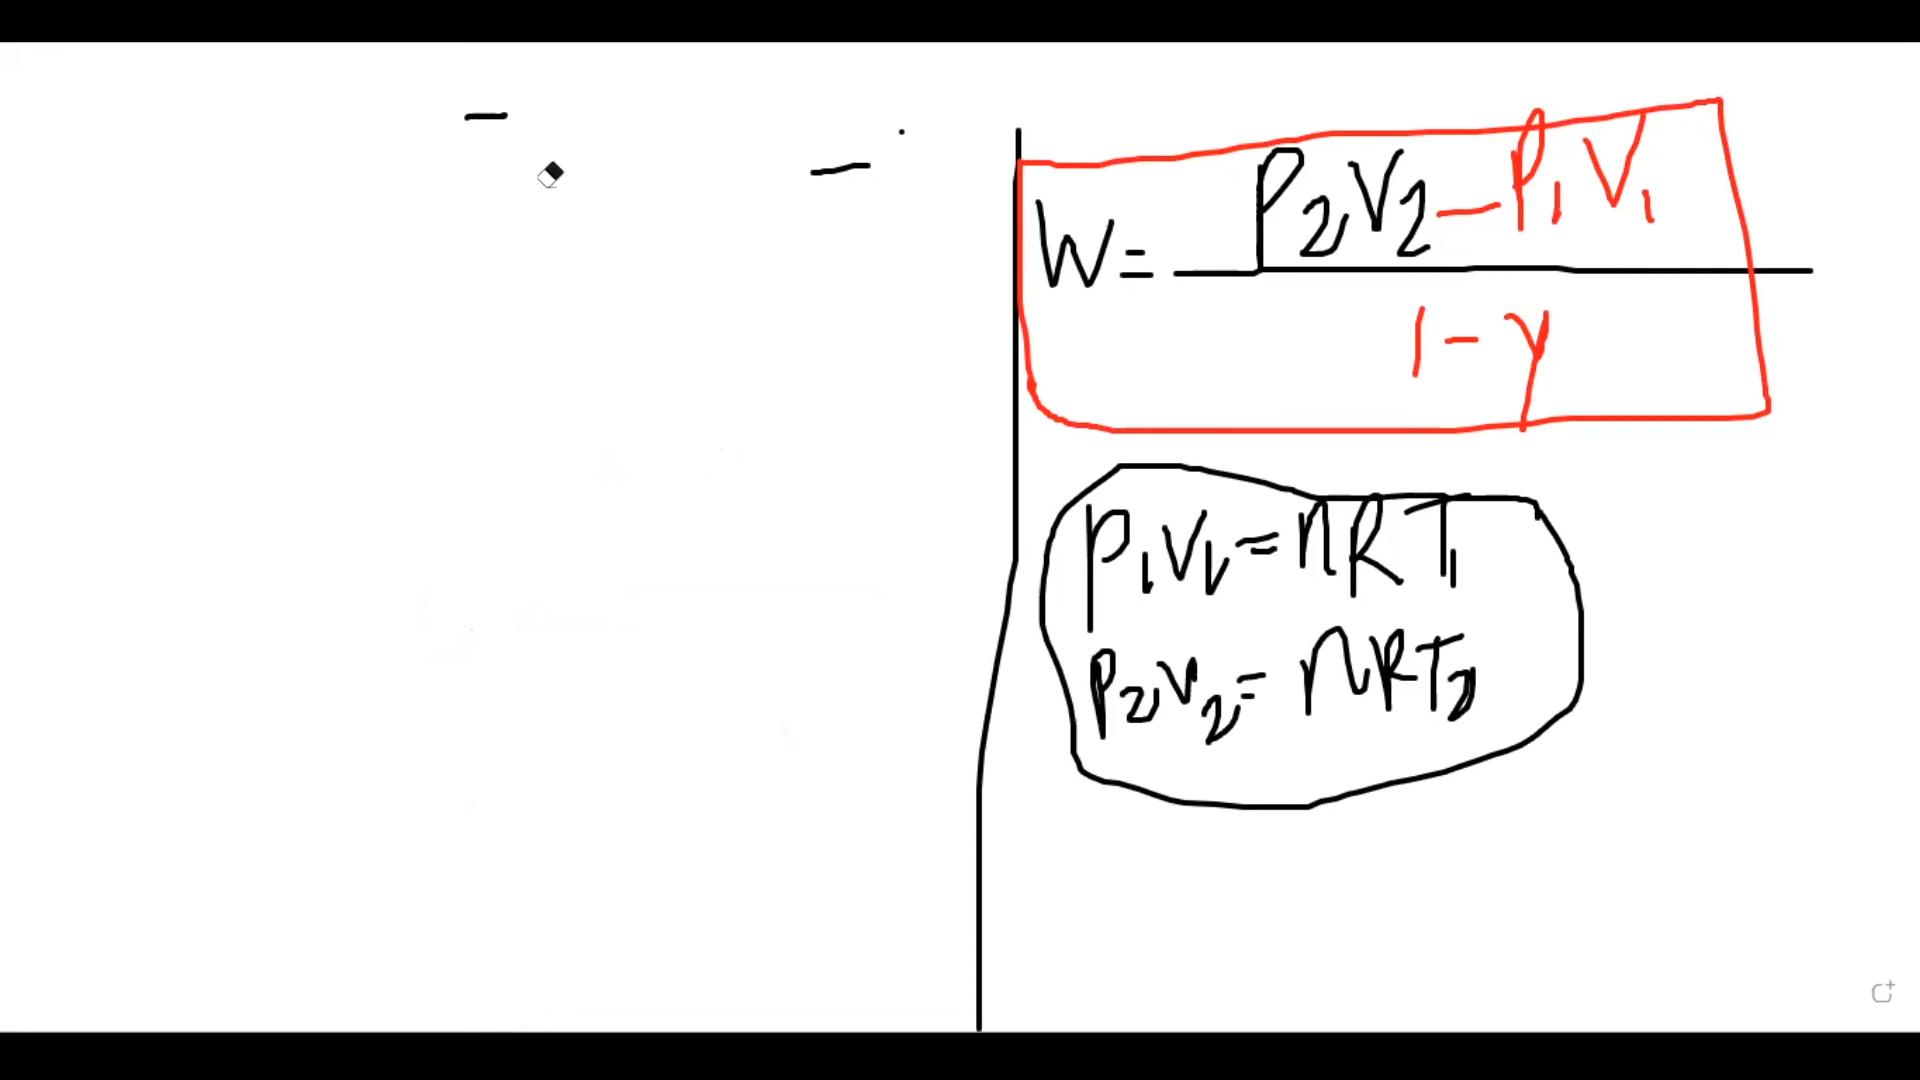 W = P₂V₂ - P₁V₁
1 - γ
P₁V₁ = nRT₁
P₂V₂ = nRT₂